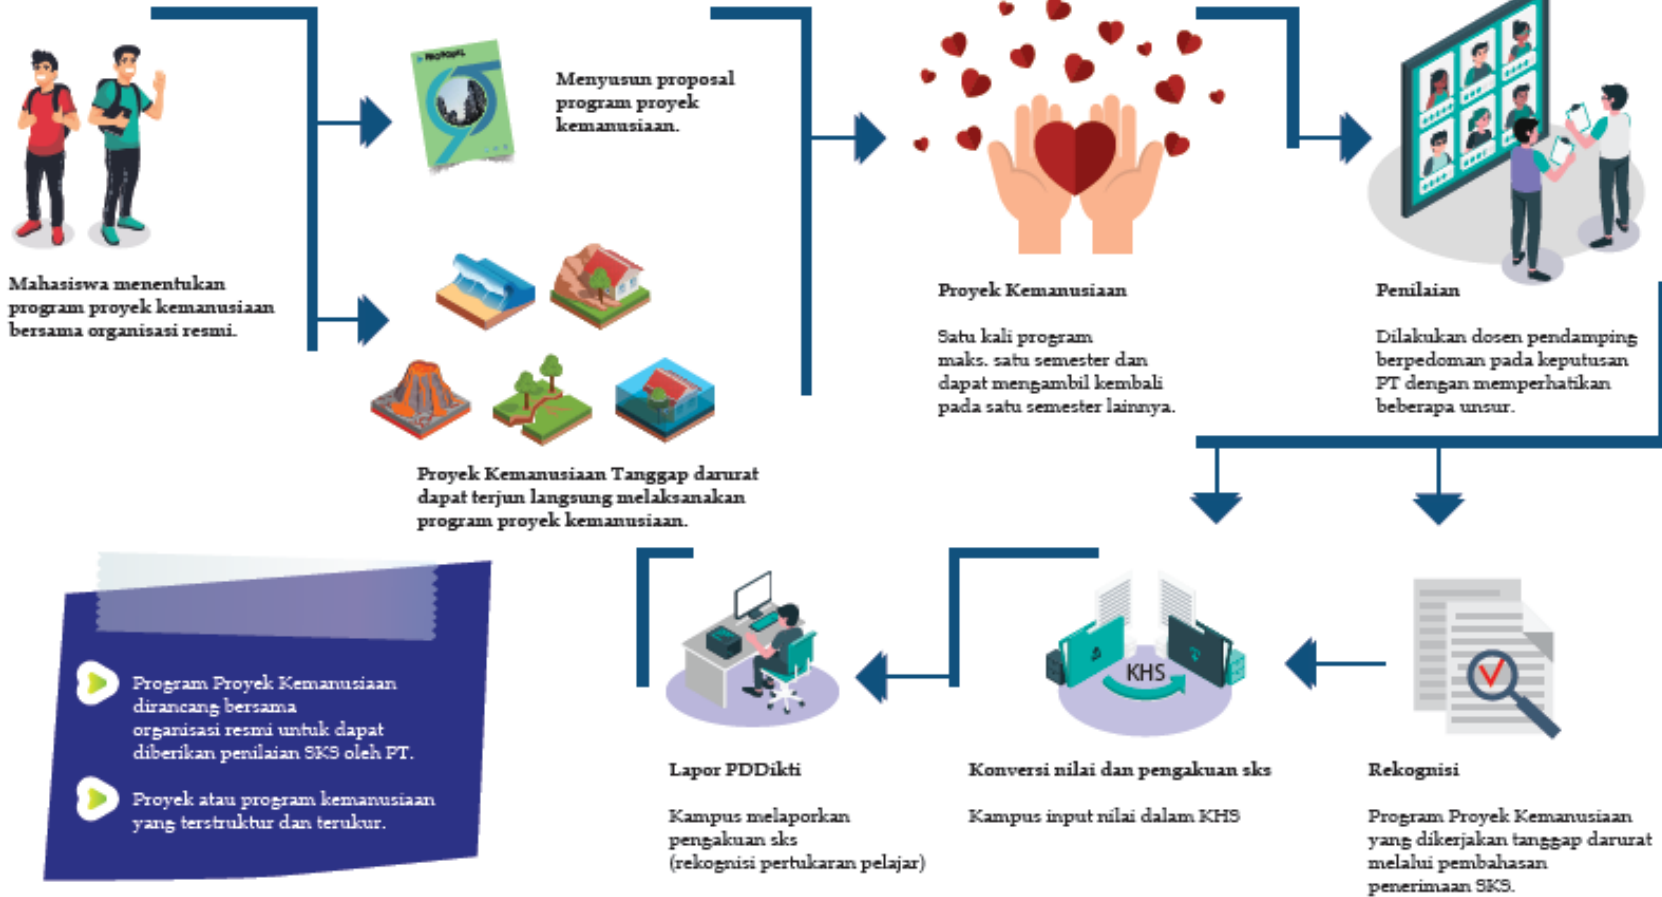 PROPOSAL
Menyusun proposal
program proyek
kemanusiaan.
Mahasiswa menentukan
program proyek kemanusiaan
bersama organisasi resmi.
Proyek Kemanusiaan Tanggap darurat
dapat terjun langsung melaksanakan
program proyek kemanusiaan.
Proyek Kemanusiaan
Satu kali program
maks. satu semester dan
dapat mengambil kembali
pada satu semester lainnya.
Penilaian
Dilakukan dosen pendamping
berpedoman pada keputusan
PT dengan memperhatikan
beberapa unsur.
Program Proyek Kemanusiaan
dirancang bersama
organisasi resmi untuk dapat
diberikan penilaian SKS oleh PT.
Proyek atau program kemanusiaan
yang terstruktur dan terukur.
Lapor PDDikti
Kampus melaporkan
pengakuan sks
(rekognisi pertukaran pelajar)
KHS
Konversi nilai dan pengakuan sks
Kampus input nilai dalam KHS
Rekognisi
Program Proyek Kemanusiaan
yang dikerjakan tanggap darurat
melalui pembahasan
penerimaan SKS.